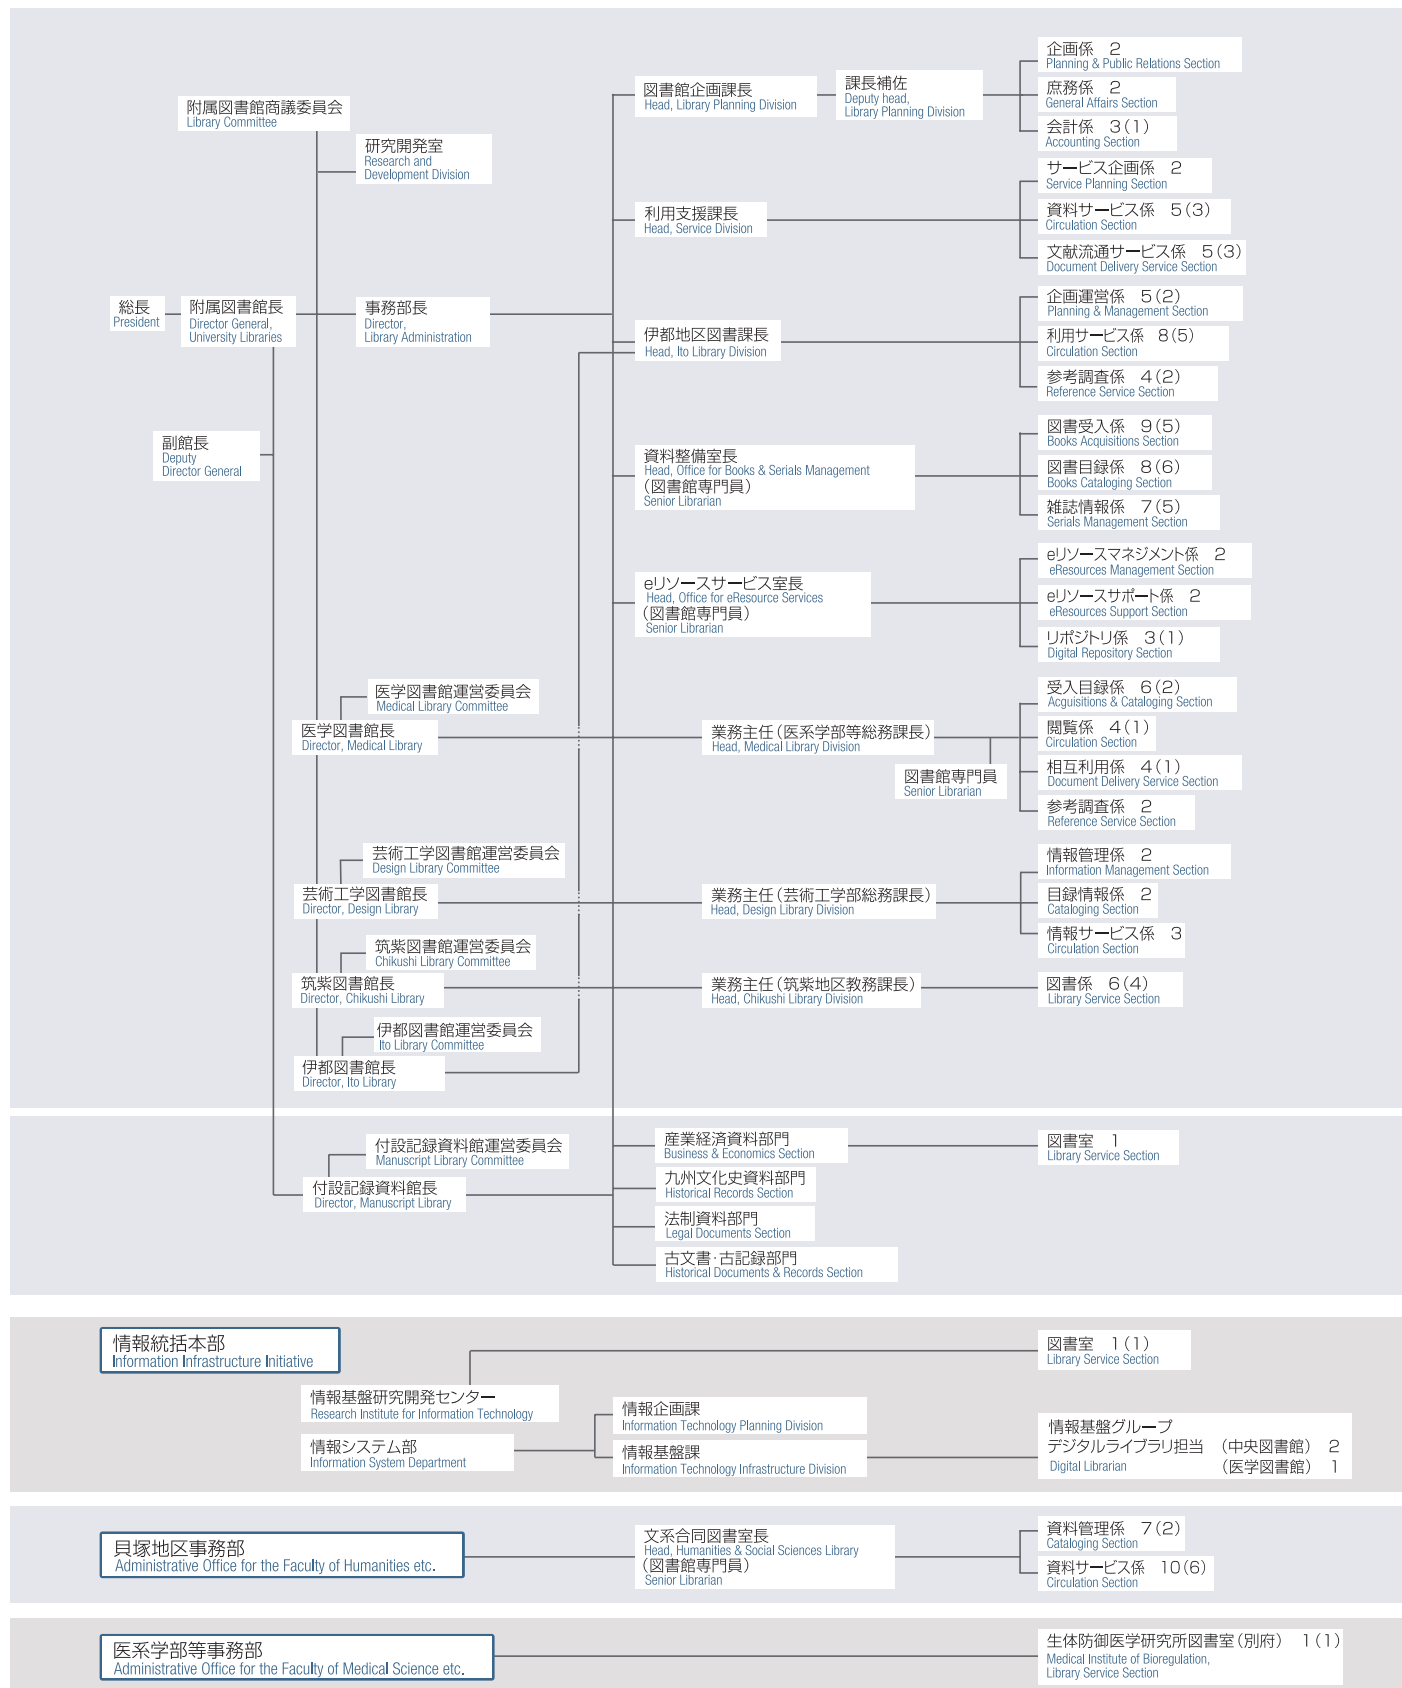 附属図書館商議委員会
Library Committee
研究開発室
Research and
Development Division
総長
President
附属図書館長
Director General,
University Libraries
事務部長
Director,
Library Administration
副館長
Deputy
Director General
図書館企画課長
Head, Library Planning Division
課長補佐
Deputy head,
Library Planning Division
企画係 2
Planning & Public Relations Section
庶務係 2
General Affairs Section
会計係 3(1)
Accounting Section
利用支援課長
Head, Service Division
サービス企画係 2
Service Planning Section
資料サービス係 5(3)
Circulation Section
文献流通サービス係 5(3)
Document Delivery Service Section
伊都地区図書課長
Head, Ito Library Division
企画運営係 5(2)
Planning & Management Section
利用サービス係 8(5)
Circulation Section
参考調査係 4(2)
Reference Service Section
資料整備室長
Head, Office for Books & Serials Management
(図書館専門員)
Senior Librarian
図書受入係 9(5)
Books Acquisitions Section
図書目録係 8(6)
Books Cataloging Section
雑誌情報係 7(5)
Serials Management Section
eリソースサービス室長
Head, Office for eResource Services
(図書館専門員)
Senior Librarian
eリソースマネジメント係 2
eResources Management Section
eリソースサポート係 2
eResources Support Section
リポジトリ係 3(1)
Digital Repository Section
医学図書館運営委員会
Medical Library Committee
医学図書館長
Director, Medical Library
業務主任(医系学部等総務課長)
Head, Medical Library Division
図書館専門員
Senior Librarian
受入目録係 6(2)
Acquisitions & Cataloging Section
閲覧係 4(1)
Circulation Section
相互利用係 4(1)
Document Delivery Service Section
参考調査係 2
Reference Service Section
芸術工学図書館運営委員会
Design Library Committee
芸術工学図書館長
Director, Design Library
業務主任(芸術工学部総務課長)
Head, Design Library Division
情報管理係 2
Information Management Section
目録情報係 2
Cataloging Section
情報サービス係 3
Circulation Section
筑紫図書館運営委員会
Chikushi Library Committee
筑紫図書館長
Director, Chikushi Library
業務主任(筑紫地区教務課長)
Head, Chikushi Library Division
図書係 6(4)
Library Service Section
伊都図書館運営委員会
Ito Library Committee
伊都図書館長
Director, Ito Library
付設記録資料館運営委員会
Manuscript Library Committee
付設記録資料館長
Director, Manuscript Library
産業経済資料部門
Business & Economics Section
図書室 1
Library Service Section
九州文化史資料部門
Historical Records Section
法制資料部門
Legal Documents Section
古文書・古記録部門
Historical Documents & Records Section
情報統括本部
Information Infrastructure Initiative
図書室 1(1)
Library Service Section
情報基盤研究開発センター
Research Institute for Information Technology
情報システム部
Information System Department
情報企画課
Information Technology Planning Division
情報基盤課
Information Technology Infrastructure Division
情報基盤グループ
デジタルライブラリ担当 (中央図書館) 2
Digital Librarian (医学図書館) 1
貝塚地区事務部
Administrative Office for the Faculty of Humanities etc.
文系合同図書室長
Head, Humanities & Social Sciences Library
(図書館専門員)
Senior Librarian
資料管理係 7(2)
Cataloging Section
資料サービス係 10(6)
Circulation Section
医系学部等事務部
Administrative Office for the Faculty of Medical Science etc.
生体防御医学研究所図書室(別府) 1(1)
Medical Institute of Bioregulation,
Library Service Section